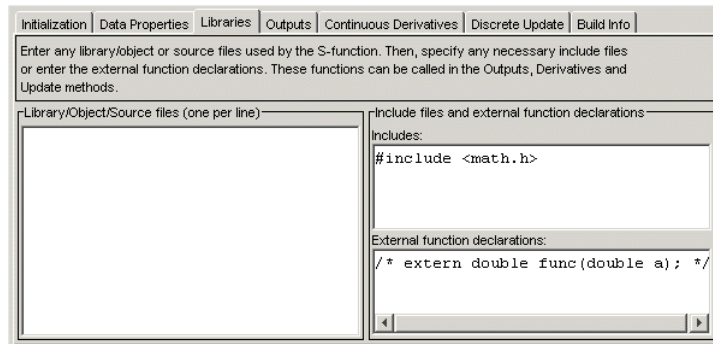 Initialization Data Properties Libraries Outputs Continuous Derivatives Discrete Update Build Info
Enter any library/object or source files used by the S-function. Then, specify any necessary include files
or enter the external function declarations. These functions can be called in the Outputs, Derivatives and
Update methods.
Library/Object/Source files (one per line)
Include files and external function declarations
Includes:
#include <math.h>
External function declarations:
/* extern double func(double a); */